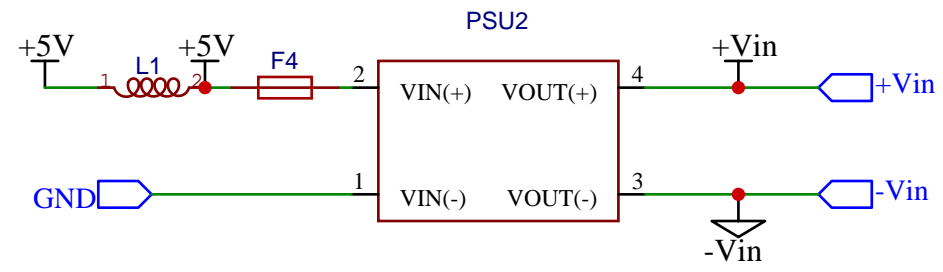 PSU2
+5V
+5V
L1
F4
1
2
2
VIN(+)
VOUT(+)
4
+Vin
+Vin
GND
1
VIN(-)
VOUT(-)
3
-Vin
-Vin